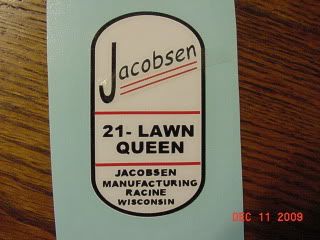 Jacobsen
21- LAWN
QUEEN
JACOBSEN
MANUFACTURING
RACINE
WISCONSIN
DEC 11 2009